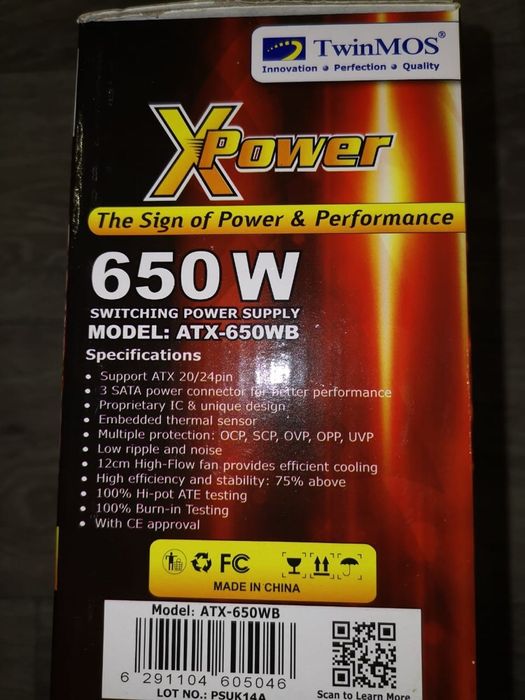 TwinMOS®
Innovation • Perfection • Quality
XPower
The Sign of Power & Performance
650 W
SWITCHING POWER SUPPLY
MODEL: ATX-650WB
Specifications
• Support ATX 20/24pin
• 3 SATA power connector for better performance
• Proprietary IC & unique design
• Embedded thermal sensor
• Multiple protection: OCP, SCP, OVP, OPP, UVP
• Low ripple and noise
• 12cm High-Flow fan provides efficient cooling
• High efficiency and stability: 75% above
• 100% Hi-pot ATE testing
• 100% Burn-in Testing
• With CE approval
FC
MADE IN CHINA
Model: ATX-650WB
6 291104 605046
LOT NO.: PSUK14A
Scan to Learn More